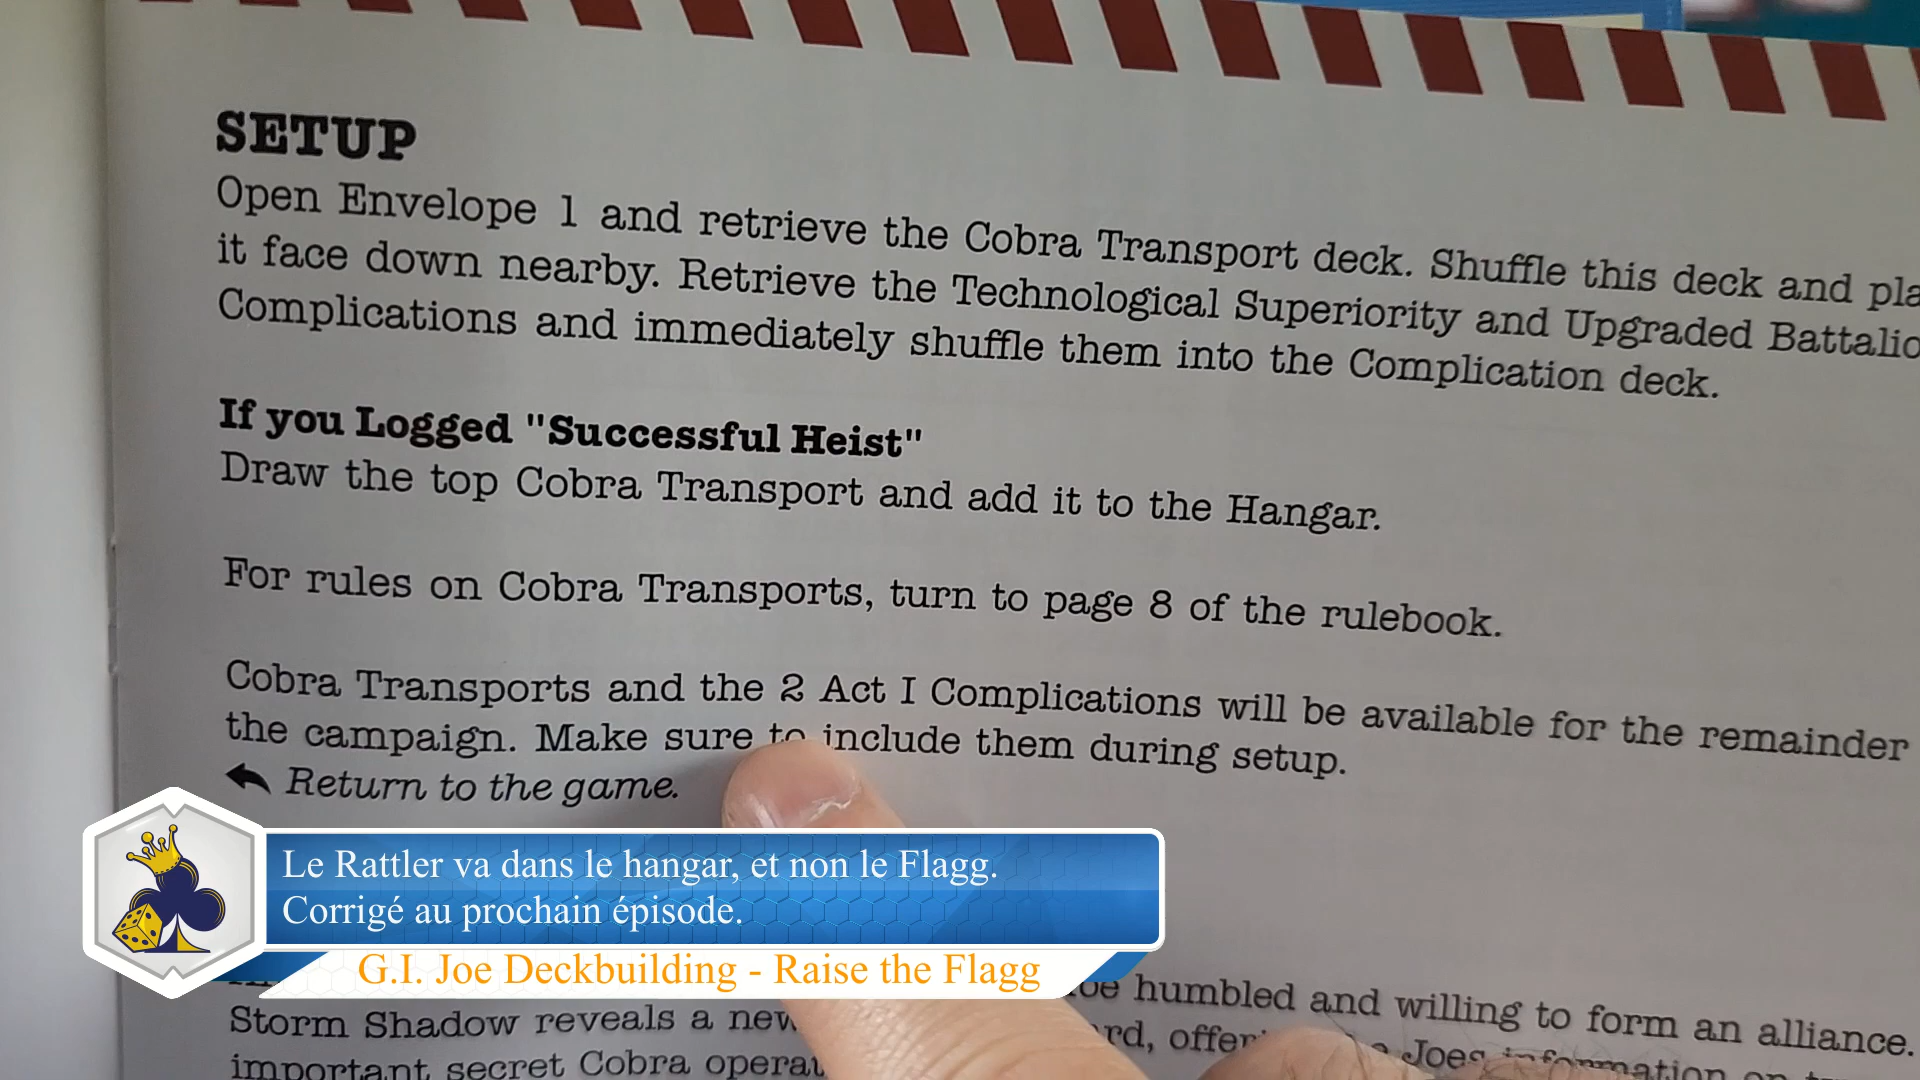 SETUP
Open Envelope 1 and retrieve the Cobra Transport deck. Shuffle this deck and
it face down nearby. Retrieve the Technological Superiority and Upgraded
Complications and immediately shuffle them into the Complication deck.
If you Logged "Successful Heist"
Draw the top Cobra Transport and add it to the Hangar.
For rules on Cobra Transports, turn to page 8 of the rulebook.
Cobra Transports and the 2 Act I Complications will be available for the remainder
the campaign. Make sure to include them during setup.
Return to the game.
Le Rattler va dans le hangar, et non le Flagg.
Corrigé au prochain épisode.
G.I. Joe Deckbuilding - Raise the Flagg
humbled and willing to form an alliance.
Storm Shadow reveals a
Joes information on
important secret Cobra